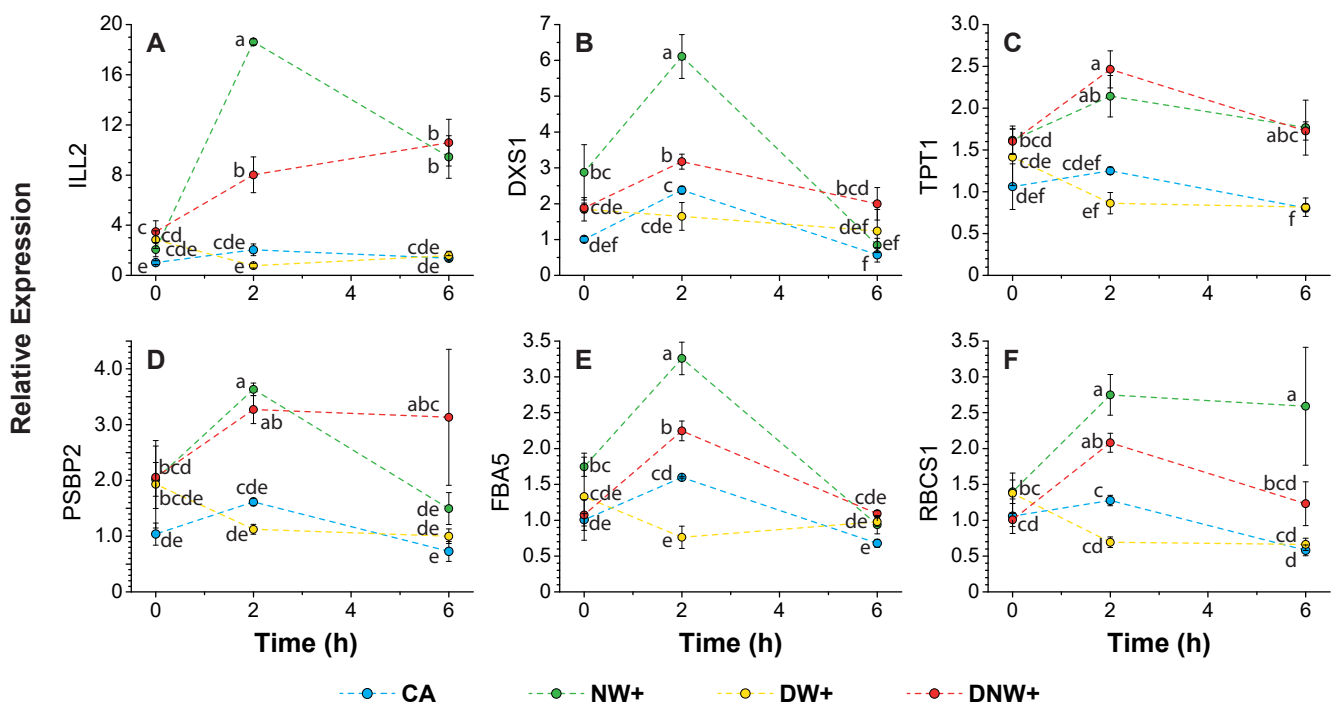 Relative Expression
A
ILL2
20
16
12
8
4
0
a
b
b
b
c
cd
cde
e
cde
e
cde
de
0 2 4 6
B
DXS1
7
6
5
4
3
2
1
0
a
bc
b
c
cde
cde
def
bcd
def
ef
f
0 2 4 6
C
TPT1
3.0
2.5
2.0
1.5
1.0
0.5
0.0
a
ab
bcd
cde
def
cdef
ef
abc
f
0 2 4 6
D
PSBP2
4.0
3.0
2.0
1.0
0.0
a
ab
abc
bcd
bcde
cde
de
de
de
de
e
0 2 4 6
Time (h)
E
FBA5
3.5
3.0
2.5
2.0
1.5
1.0
0.5
0.0
a
b
bc
cd
cde
de
e
cde
de
e
0 2 4 6
Time (h)
F
RBCS1
3.5
3.0
2.5
2.0
1.5
1.0
0.5
0.0
a
a
ab
bc
c
cd
cd
bcd
cd
d
0 2 4 6
Time (h)
CA NW+ DW+ DNW+